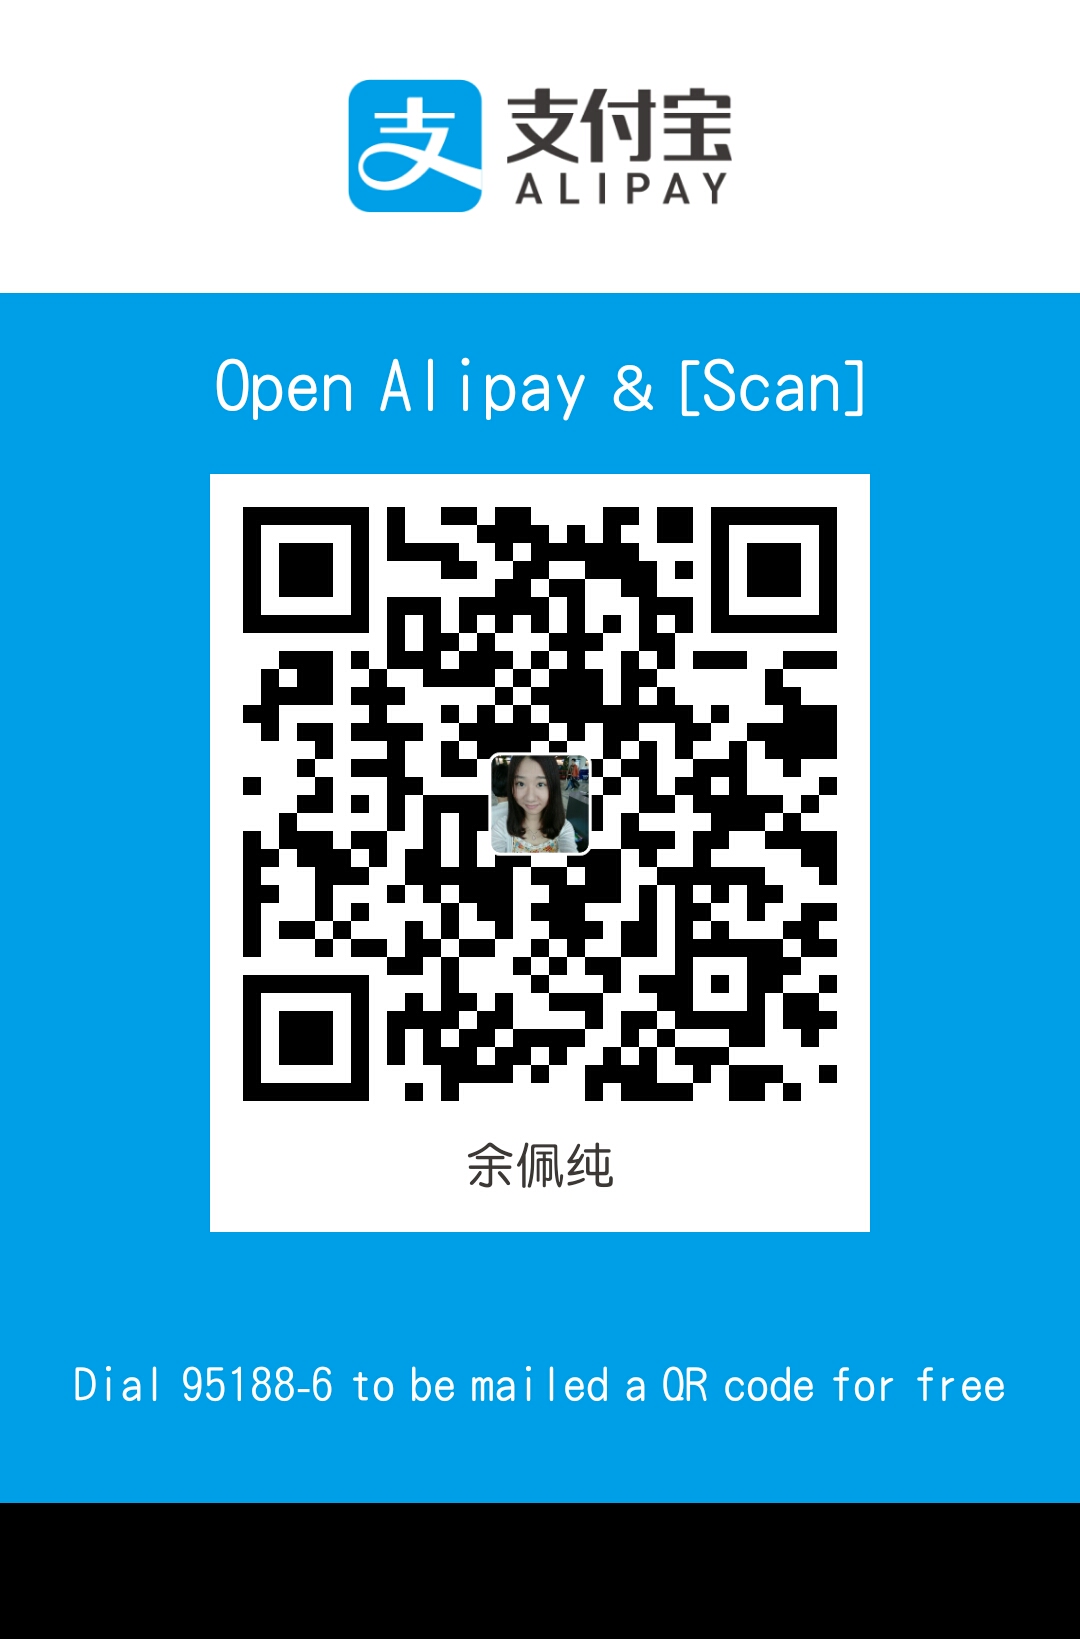 支 支付宝
ALIPAY
Open Alipay & [Scan]
余佩纯
Dial 95188-6 to be mailed a QR code for free